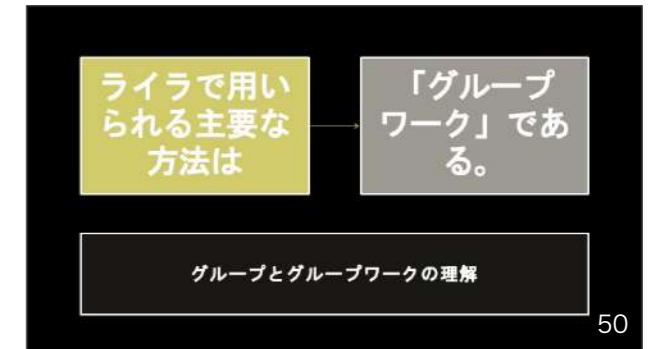 ライラで用い
られる主要な
方法は
「グループ
ワーク」であ
る。
グループとグループワークの理解
50